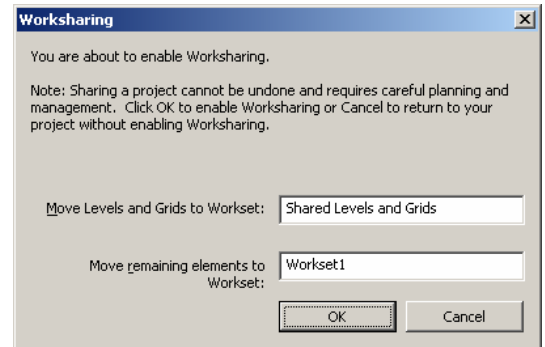 Worksharing
You are about to enable Worksharing.
Note: Sharing a project cannot be undone and requires careful planning and
management. Click OK to enable Worksharing or Cancel to return to your
project without enabling Worksharing.
Move Levels and Grids to Workset: Shared Levels and Grids
Move remaining elements to Workset1
Workset:
OK Cancel